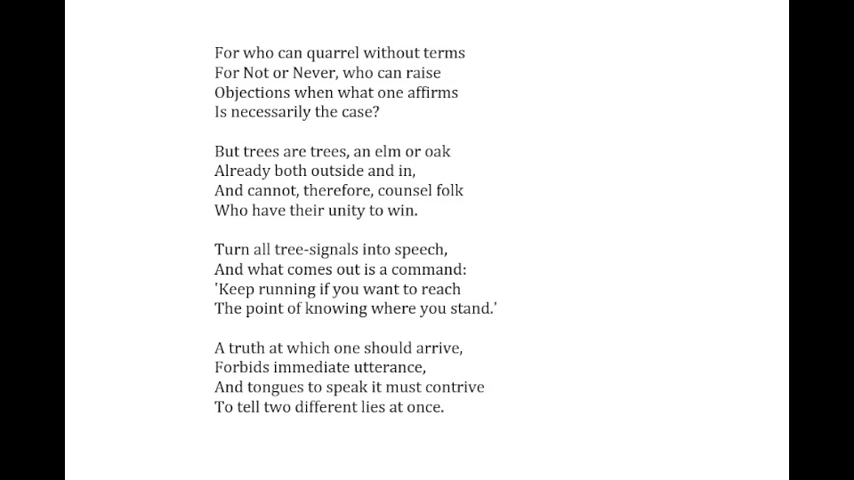 For who can quarrel without terms
For Not or Never, who can raise
Objections when what one affirms
Is necessarily the case?
But trees are trees, an elm or oak
Already both outside and in,
And cannot, therefore, counsel folk
Who have their unity to win.
Turn all tree-signals into speech,
And what comes out is a command:
'Keep running if you want to reach
The point of knowing where you stand.'
A truth at which one should arrive,
Forbids immediate utterance,
And tongues to speak it must contrive
To tell two different lies at once.